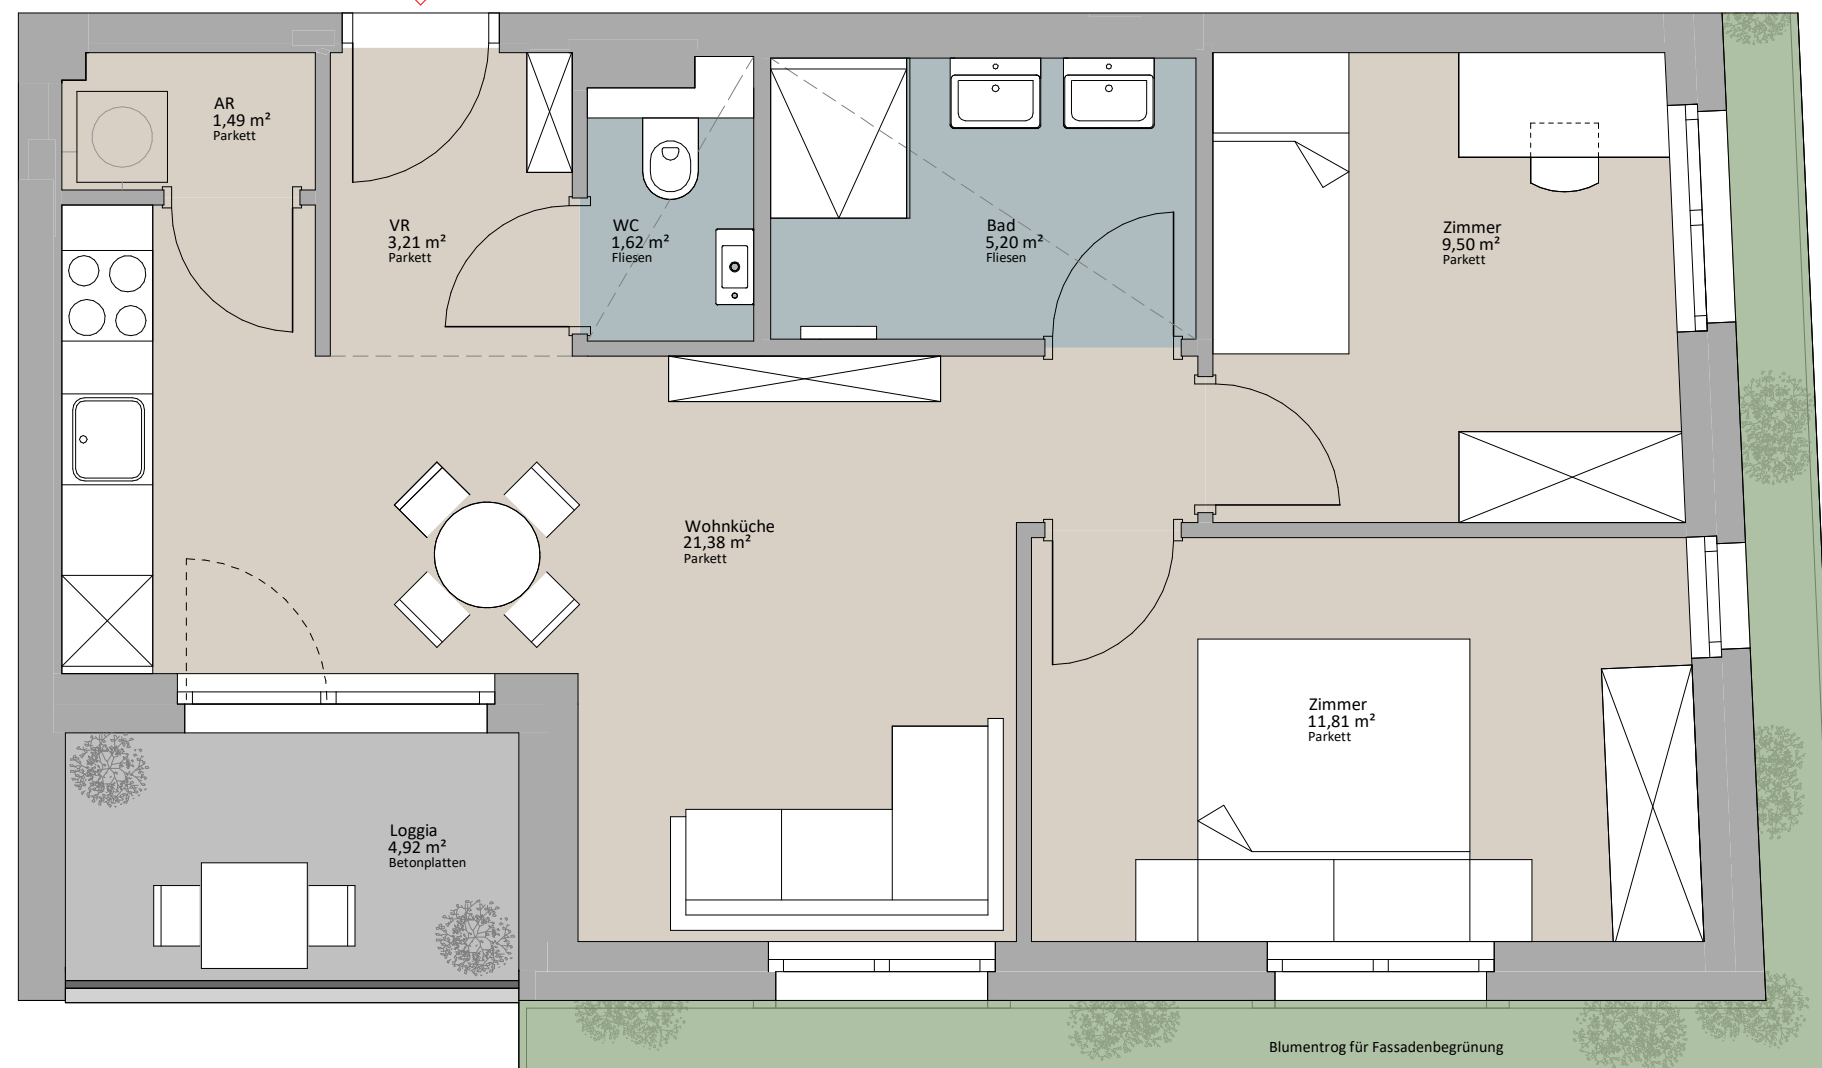 AR
1,49 m²
Parkett
VR
3,21 m²
Parkett
WC
1,62 m²
Fliesen
Bad
5,20 m²
Fliesen
Zimmer
9,50 m²
Parkett
Wohnküche
21,38 m²
Parkett
Zimmer
11,81 m²
Parkett
Loggia
4,92 m²
Betonplatten
Blumentrog für Fassadenbegrünung